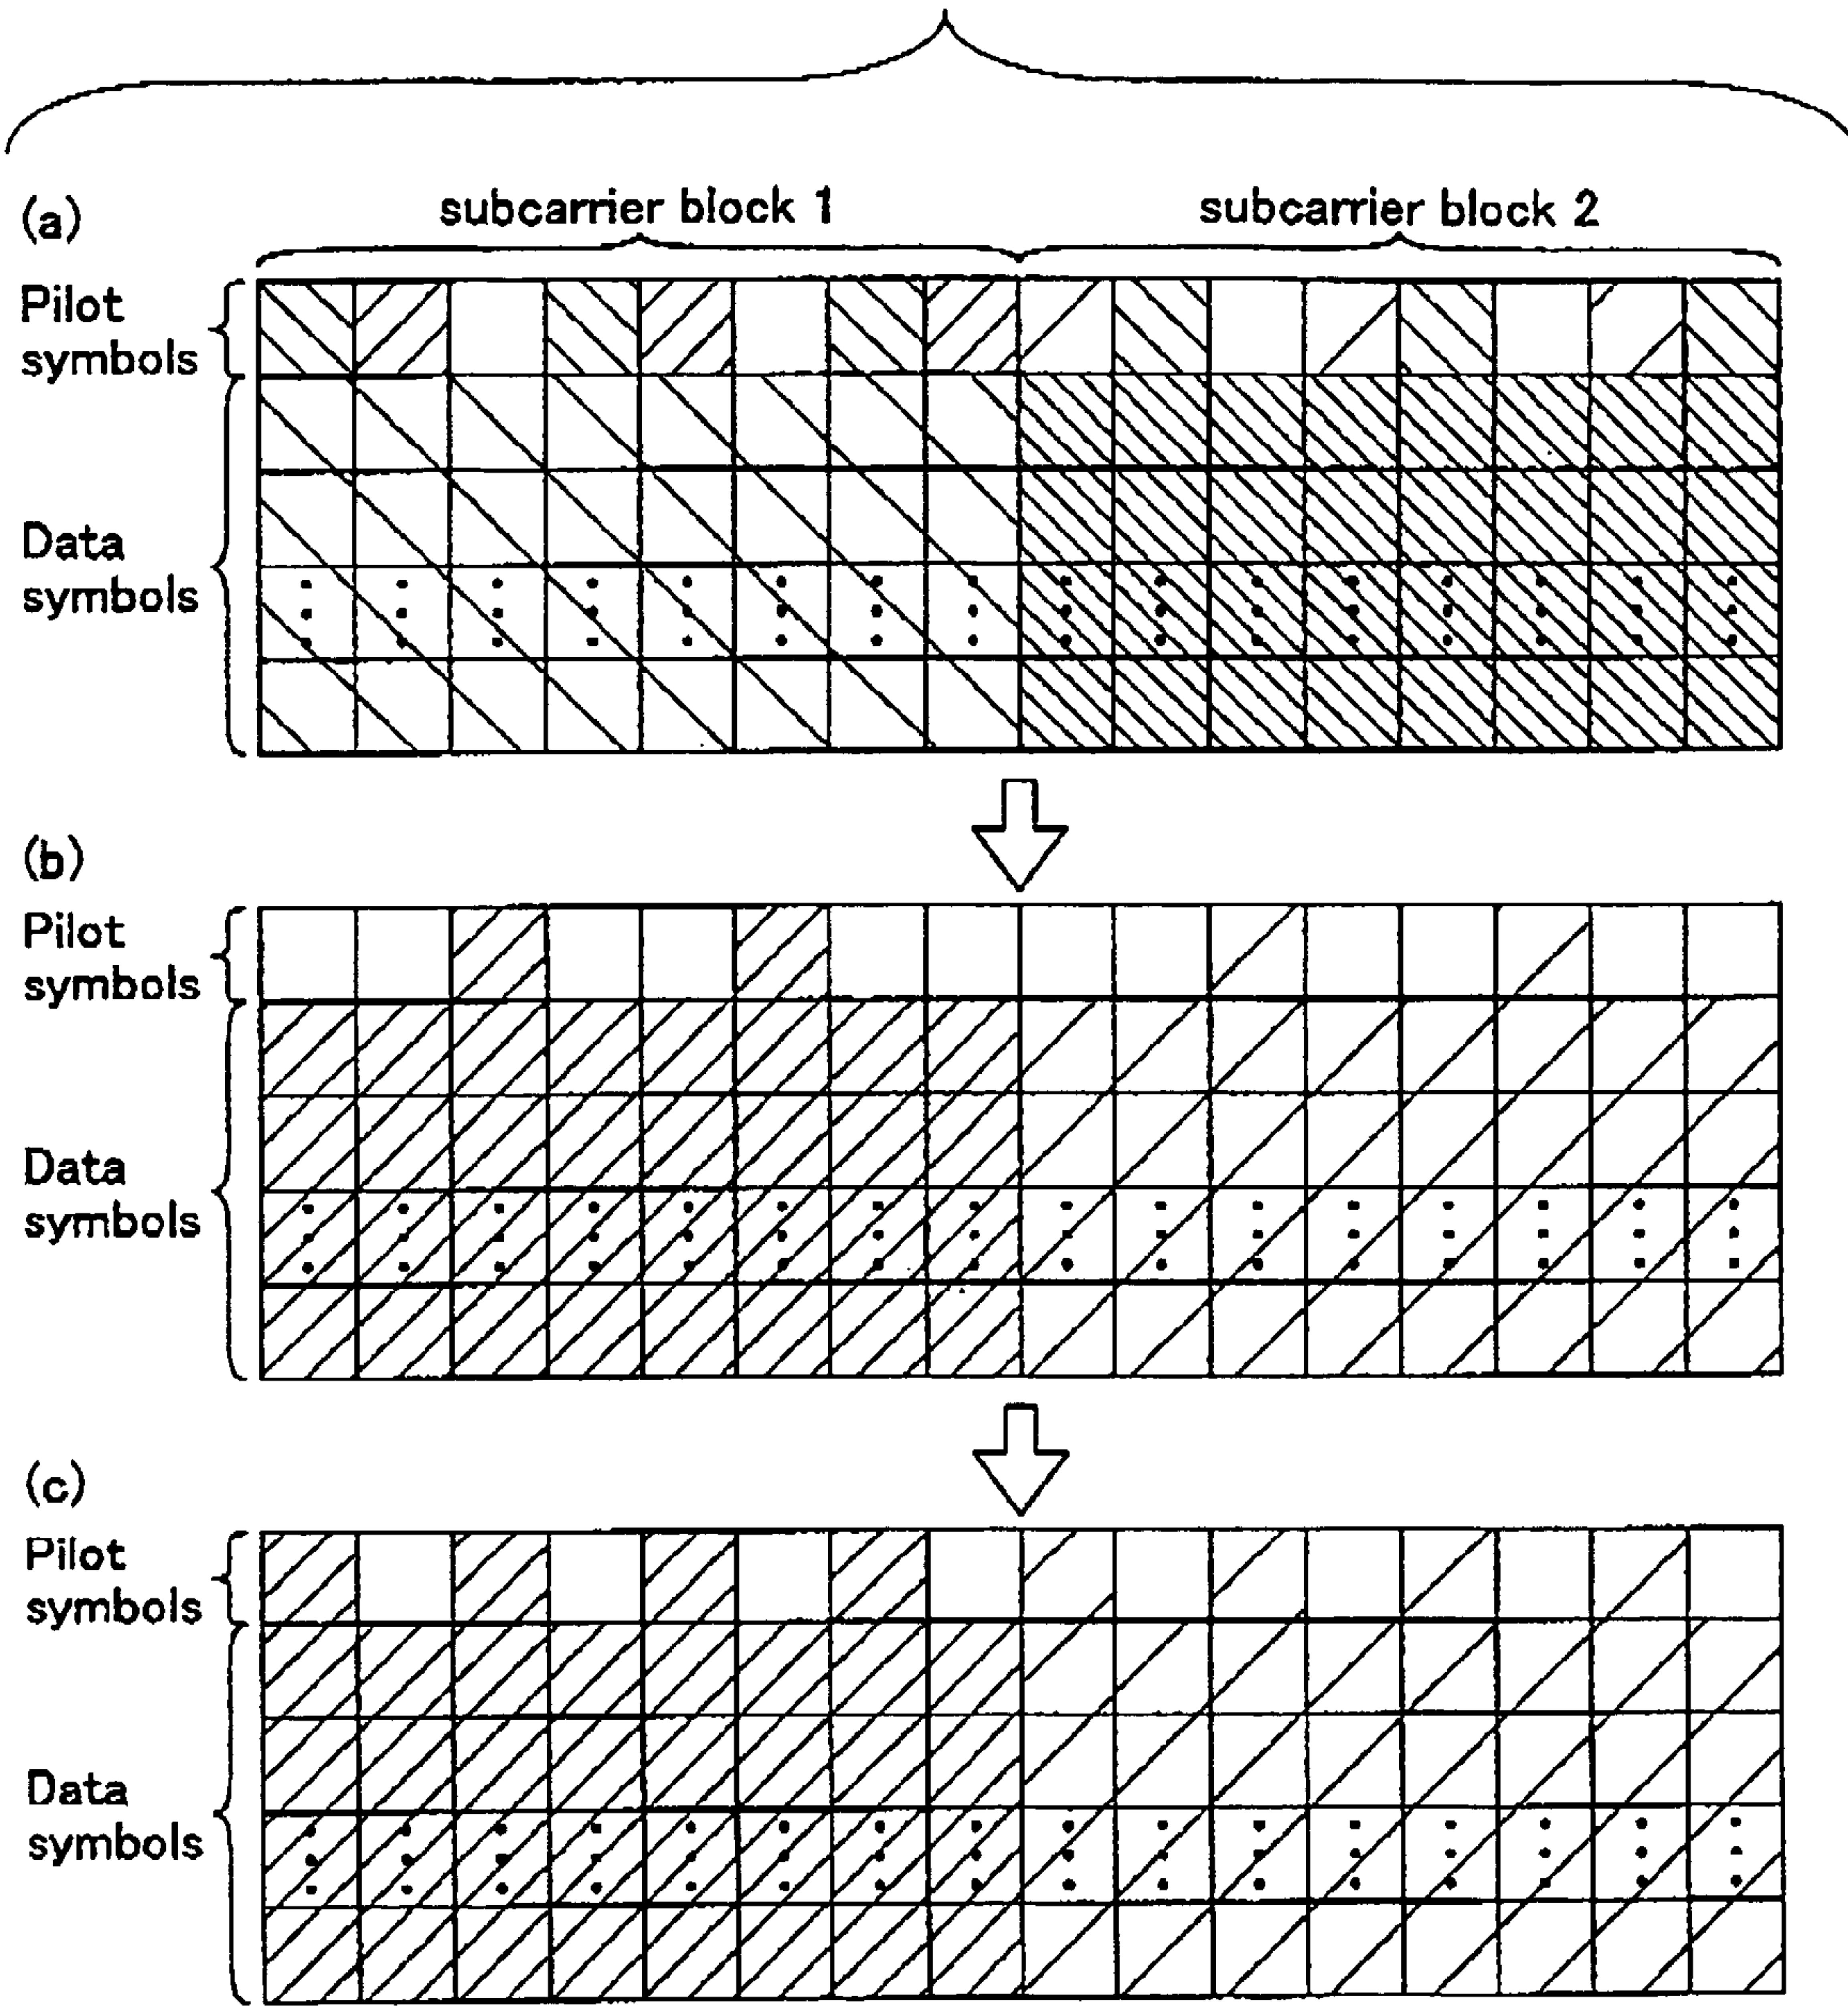 (a)
subcarrier block 1
subcarrier block 2
Pilot
symbols
Data
symbols
(b)
Pilot
symbols
Data
symbols
(c)
Pilot
symbols
Data
symbols